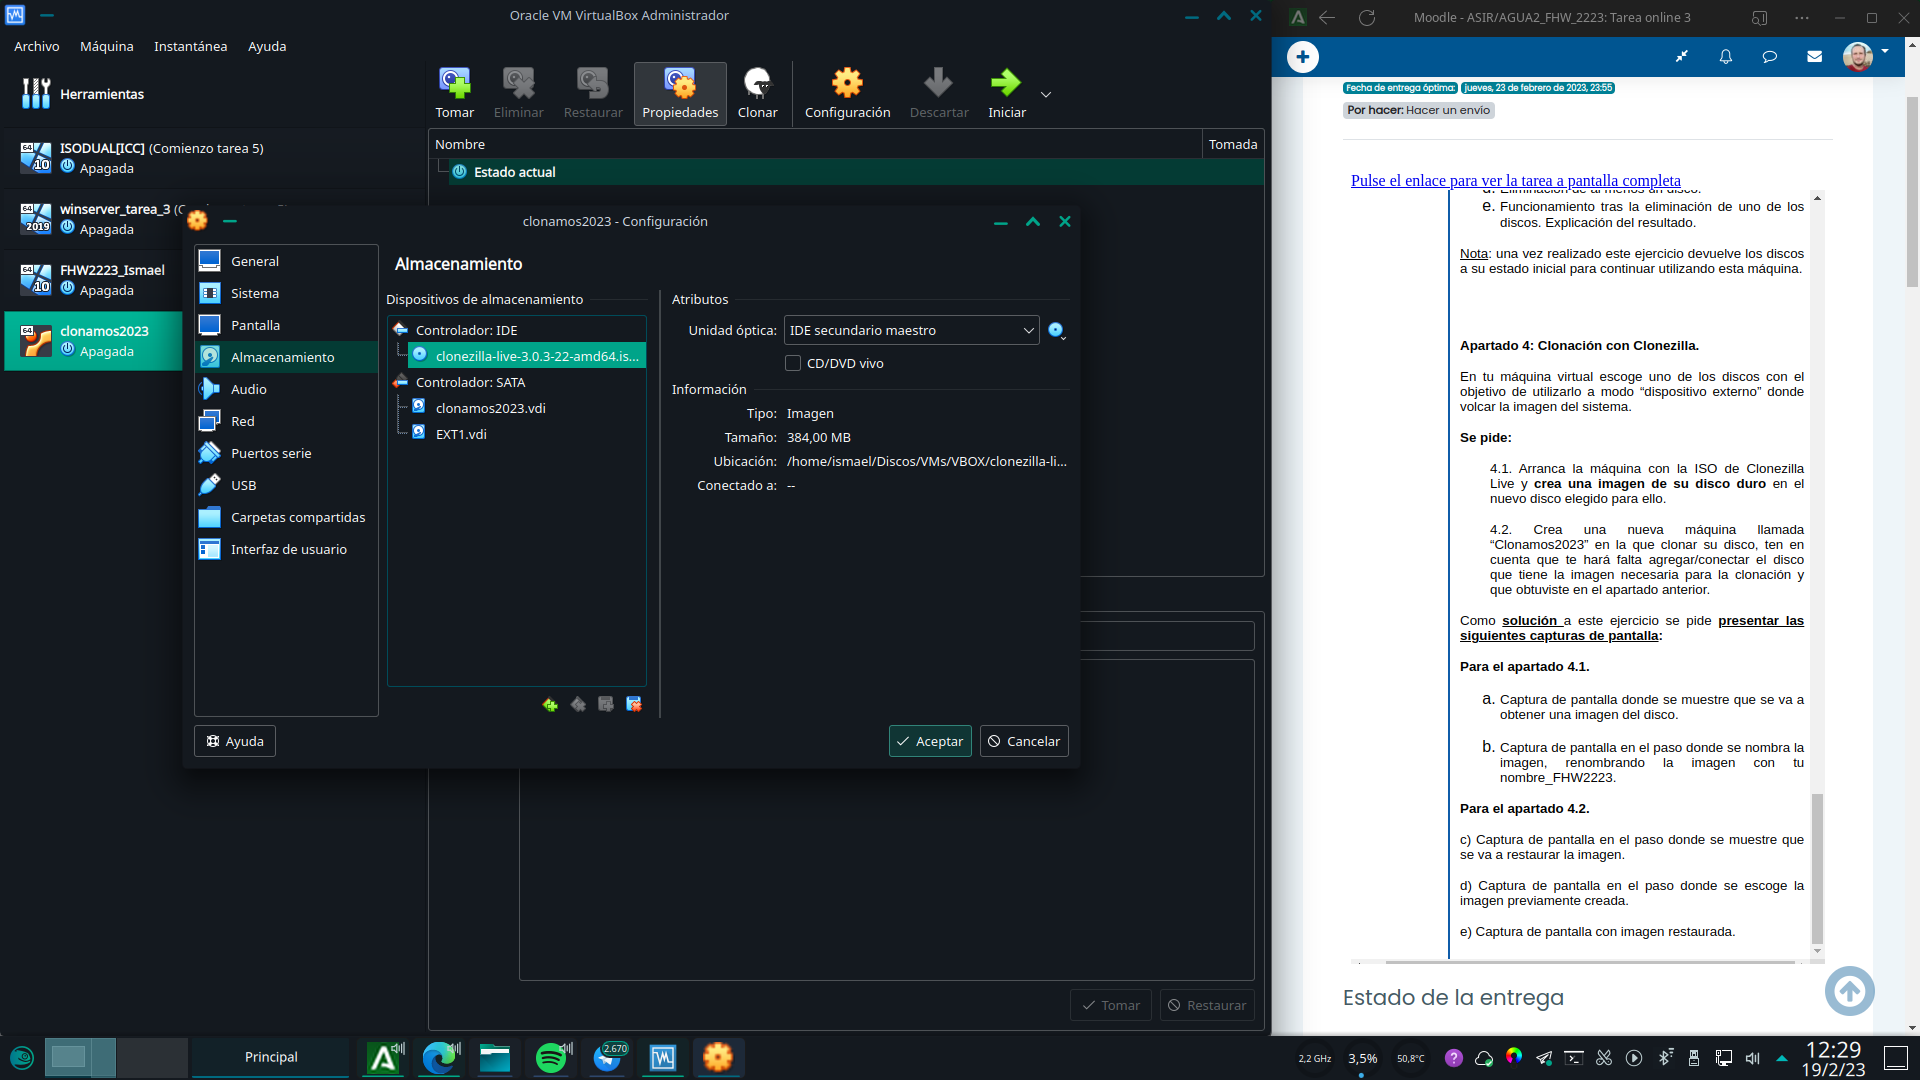 Oracle VM VirtualBox Administrador
Archivo Máquina Instantánea Ayuda
Herramientas
ISODUAL[ICC] (Comienzo tarea 5)
Apagada
winserver_tarea_3
Apagada
FHW2223_Ismael
Apagada
clonamos2023
Apagada
Tomar Eliminar Restaurar Propiedades Clonar Configuración Descartar Iniciar
Nombre Tomada
Estado actual
clonamos2023 - Configuración
General
Sistema
Pantalla
Almacenamiento
Audio
Red
Puertos serie
USB
Carpetas compartidas
Interfaz de usuario
Almacenamiento
Dispositivos de almacenamiento
Controlador: IDE
clonezilla-live-3.0.3-22-amd64.is...
Controlador: SATA
clonamos2023.vdi
EXT1.vdi
Atributos
Unidad óptica: IDE secundario maestro
CD/DVD vivo
Información
Tipo: Imagen
Tamaño: 384,00 MB
Ubicación: /home/ismael/Discos/VMs/VBOX/clonezilla-li...
Conectado a: --
Ayuda
Aceptar Cancelar
Tomar Restaurar
Moodle - ASIR/AGUA2_FHW_2223: Tarea online 3
Fecha de entrega óptima: jueves, 23 de febrero de 2023, 23:55
Por hacer: Hacer un envío
Pulse el enlace para ver la tarea a pantalla completa
d. Eliminación de al menos un disco.
e. Funcionamiento tras la eliminación de uno de los
discos. Explicación del resultado.
Nota: una vez realizado este ejercicio devuelve los discos
a su estado inicial para continuar utilizando esta máquina.
Apartado 4: Clonación con Clonezilla.
En tu máquina virtual escoge uno de los discos con el
objetivo de utilizarlo a modo “dispositivo externo” donde
volcar la imagen del sistema.
Se pide:
4.1. Arranca la máquina con la ISO de Clonezilla
Live y crea una imagen de su disco duro en el
nuevo disco elegido para ello.
4.2. Crea una nueva máquina llamada
“Clonamos2023” en la que clonar su disco, ten en
cuenta que te hará falta agregar/conectar el disco
que tiene la imagen necesaria para la clonación y
que obtuviste en el apartado anterior.
Como solución a este ejercicio se pide presentar las
siguientes capturas de pantalla:
Para el apartado 4.1.
a. Captura de pantalla donde se muestre que se va a
obtener una imagen del disco.
b. Captura de pantalla en el paso donde se nombra la
imagen, renombrando la imagen con tu
nombre_FHW2223.
Para el apartado 4.2.
c) Captura de pantalla en el paso donde se muestre que
se va a restaurar la imagen.
d) Captura de pantalla en el paso donde se escoge la
imagen previamente creada.
e) Captura de pantalla con imagen restaurada.
Estado de la entrega
Principal
2.670
2,2 GHz 3,5% 50,8°C
12:29
19/2/23